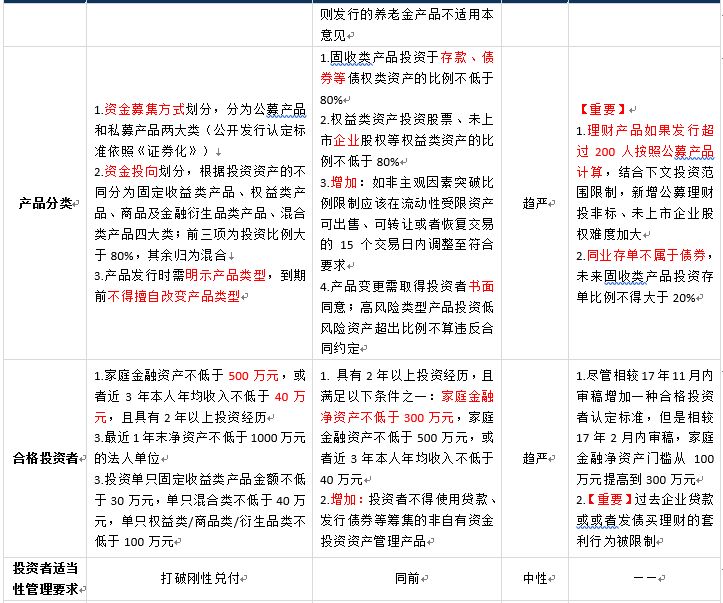 则发行的养老金产品不适用本
意见
产品分类
1.资金募集方式划分，分为公募产品
和私募产品两大类（公开发行认定标
准依照《证券化》）
2.资金投向划分，根据投资资产的不
同分为固定收益类产品、权益类产
品、商品及金融衍生品类产品、混合
类产品四大类；前三项为投资比例大
于 80%，其余归为混合
3.产品发行时需明示产品类型，到期
前不得擅自改变产品类型
1.固收类产品投资于存款、债
券等债权类资产的比例不低于
80%
2.权益类产品投资股票、未上
市企业股权等权益类资产的比
例不低于 80%
3.增加：如非主观因素突破比
例限制应该在流动性受限资产
可出售、可转让或者恢复交易
的 15 个交易日内调整至符合
要求
4.产品变更需取得投资者书面
同意；高风险类型产品投资低
风险资产超出比例不算违反合
同约定
趋严
【重要】
1.理财产品如果发行超
过 200 人按照公募产品
计算，结合下文投资范
围限制，新增公募理财
投非标、未上市企业股
权难度加大
2.同业存单不属于债券，
未来固收类产品投资存
单比例不得大于 20%
合格投资者
1.家庭金融资产不低于 500 万元，或
者近 3 年本人年均收入不低于 40 万
元，且具有 2 年以上投资经历
3.最近 1 年末净资产不低于 1000 万元
的法人单位
3.投资单只固定收益类产品金额不低
于 30 万元，单只混合类不低于 40 万
元，单只权益类/商品类/衍生品类不
低于 100 万元
1. 具有 2 年以上投资经历，且
满足以下条件之一：家庭金融
净资产不低于 300 万元，家庭
金融资产不低于 500 万元，或
者近 3 年本人年均收入不低于
40 万元
2.增加：投资者不得使用贷款、
发行债券等筹集的非自有资金
投资资产管理产品
趋严
1.尽管相较 17 年 11 月内
审稿增加一种合格投资
者认定标准，但是相较
17 年 2 月内审稿，家庭
金融净资产门槛从 100
万元提高到 300 万元
2.【重要】过去企业贷款
或或者发债买理财的套
利行为被限制
投资者适当
性管理要求
打破刚性兑付
同前
中性
——